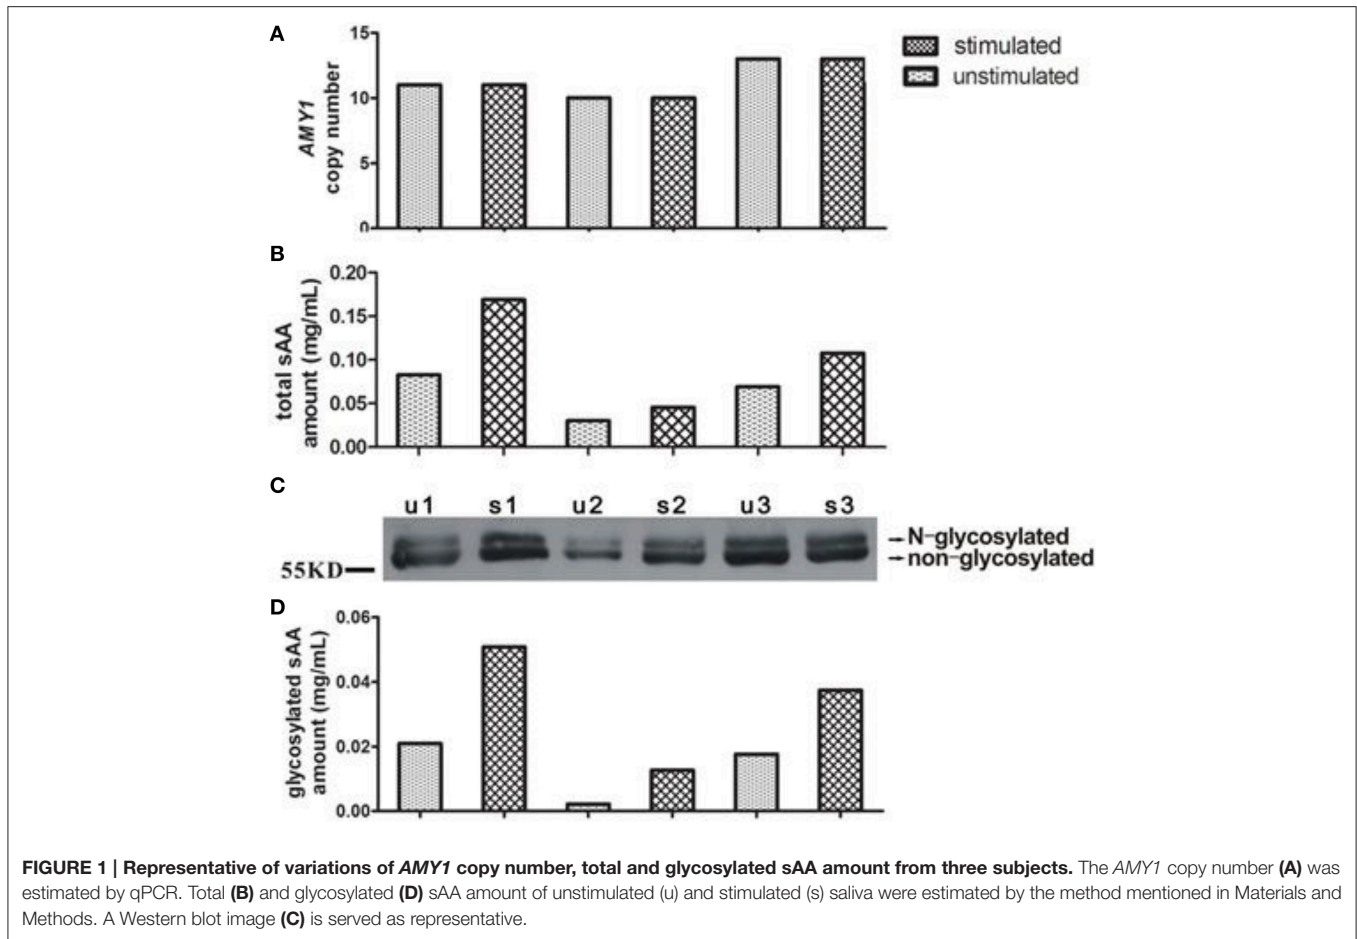 A
15
10
5
0
AMY1
copy number
stimulated
unstimulated
B
0.20
0.15
0.10
0.05
0.00
total sAA
amount (mg/mL)
C
u1 s1 u2 s2 u3 s3
N-glycosylated
non-glycosylated
55KD
D
0.06
0.04
0.02
0.00
glycosylated sAA
amount (mg/mL)
FIGURE 1 | Representative of variations of AMY1 copy number, total and glycosylated sAA amount from three subjects. The AMY1 copy number (A) was
estimated by qPCR. Total (B) and glycosylated (D) sAA amount of unstimulated (u) and stimulated (s) saliva were estimated by the method mentioned in Materials and
Methods. A Western blot image (C) is served as representative.